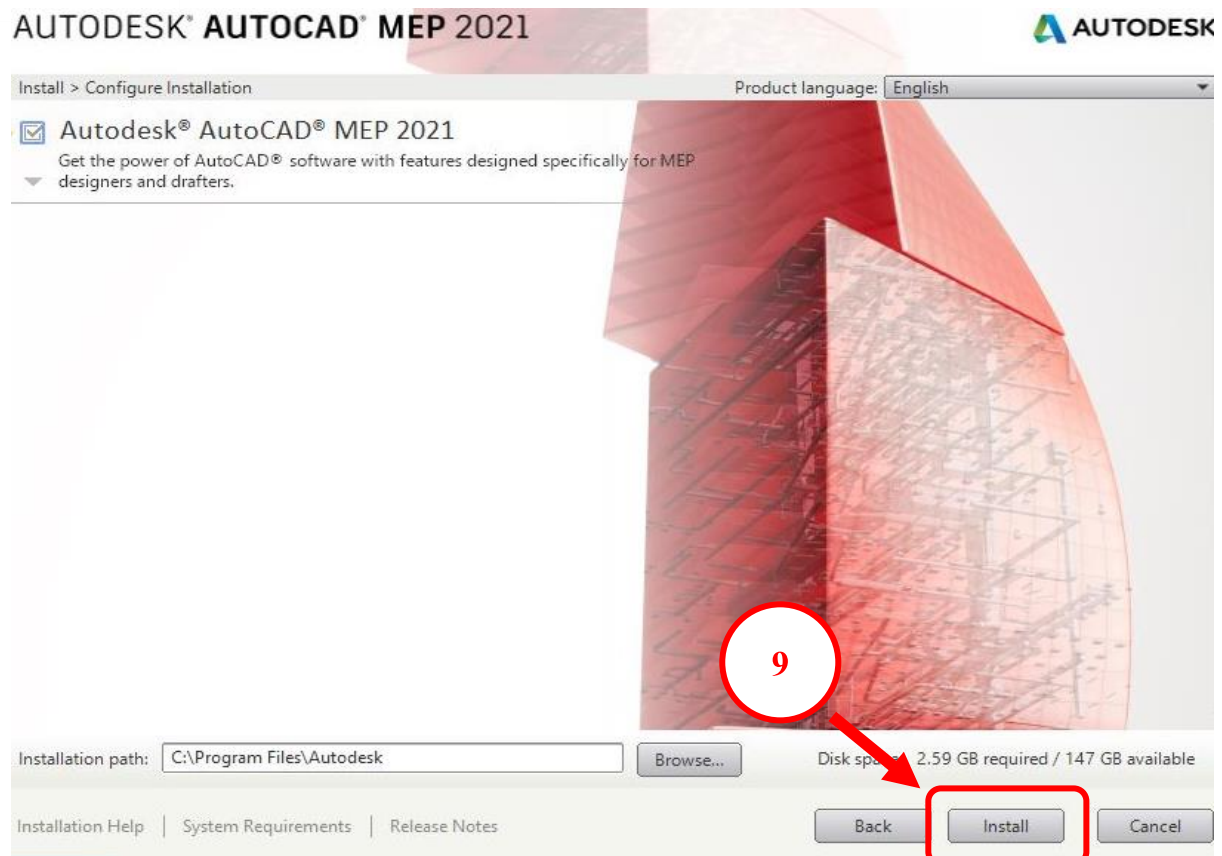 AUTODESK® AUTOCAD® MEP 2021
AUTODESK
Install > Configure Installation
Product language: English
Autodesk® AutoCAD® MEP 2021
Get the power of AutoCAD® software with features designed specifically for MEP
designers and drafters.
9
Installation path: C:\Program Files\Autodesk Browse...
Disk 2.59 GB required / 147 GB available
Installation Help | System Requirements | Release Notes
Back Install Cancel